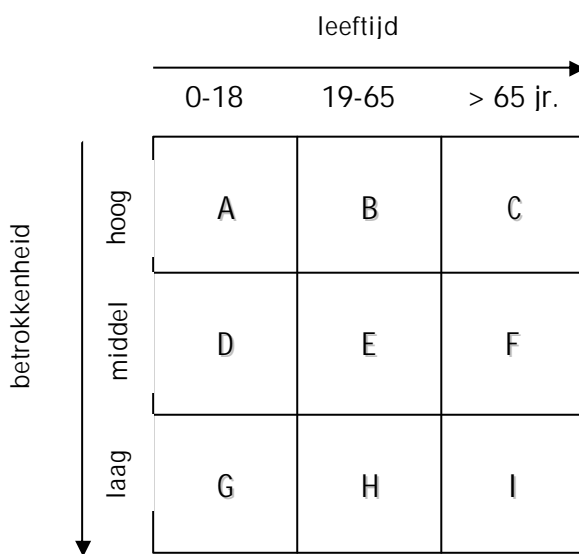 leeftijd
0-18 19-65 > 65 jr.
betrokkenheid
hoog
A B C
middel
D E F
laag
G H I